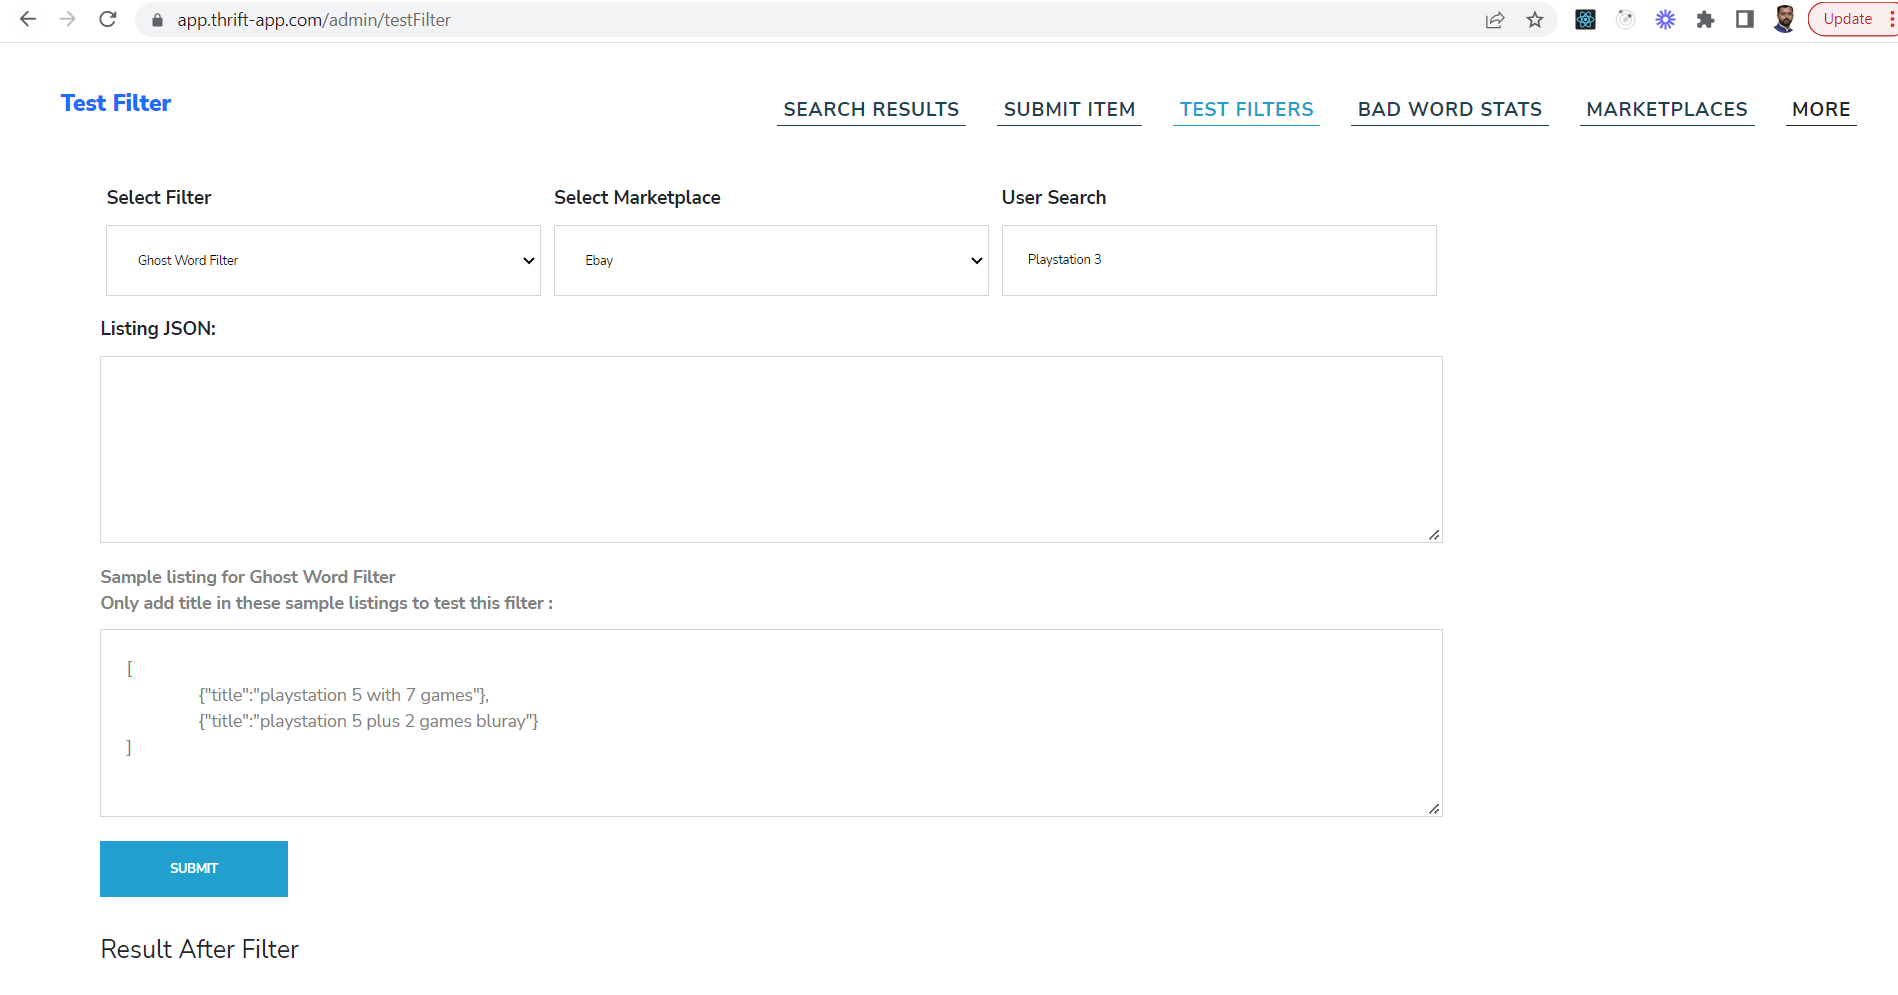 app.thrift-app.com/admin/testFilter
Update
Test Filter
SEARCH RESULTS
SUBMIT ITEM
TEST FILTERS
BAD WORD STATS
MARKETPLACES
MORE
Select Filter
Select Marketplace
User Search
Ghost Word Filter
Ebay
Playstation 3
Listing JSON:
Sample listing for Ghost Word Filter
Only add title in these sample listings to test this filter :
[
{"title":"playstation 5 with 7 games"},
{"title":"playstation 5 plus 2 games bluray"}
]
SUBMIT
Result After Filter